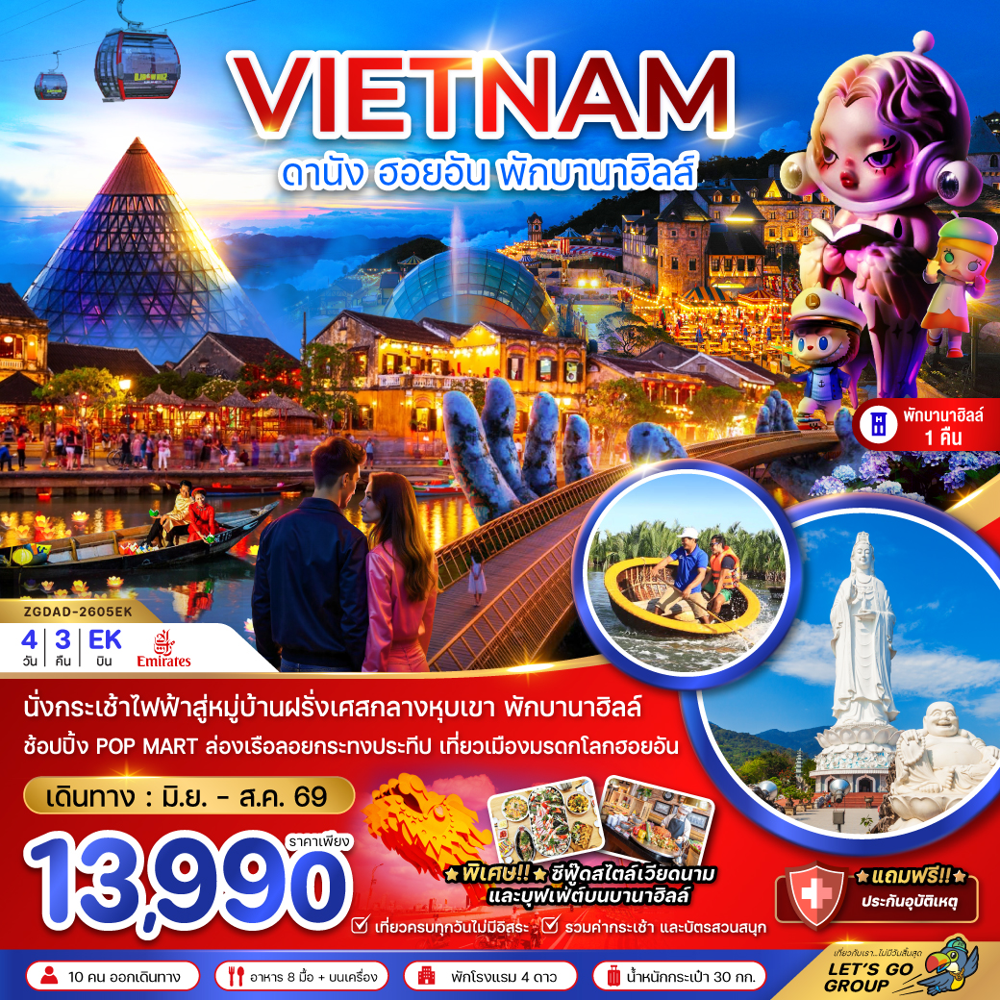 VIETNAM
ดานัง ฮอยอัน พักบานาฮิลล์
พักบานาฮิลล์
1 คืน
ZGDAD-2605EK
4 วัน
3 คืน
EK บิน
Emirates
นั่งกระเช้าไฟฟ้าสู่หมู่บ้านฝรั่งเศสกลางหุบเขา พักบานาฮิลล์
ช้อปปิ้ง POP MART ล่องเรือลอยกระทงประทีป เที่ยวเมืองมรดกโลกฮอยอัน
เดินทาง : มิ.ย. - ส.ค. 69
ราคาเพียง
13,990
พิเศษ!! ซีฟู๊ดสไตล์เวียดนาม
และบุฟเฟต์บนบานาฮิลล์
แถมฟรี!!
ประกันอุบัติเหตุ
เที่ยวครบทุกวันไม่มีอิสระ
รวมค่ากระเช้า และบัตรสวนสนุก
10 คน ออกเดินทาง
อาหาร 8 มื้อ + บนเครื่อง
พักโรงแรม 4 ดาว
น้ำหนักกระเป๋า 30 กก.
เที่ยวกับเรา...ไม่มีวันสิ้นสุด
LET'S GO
GROUP